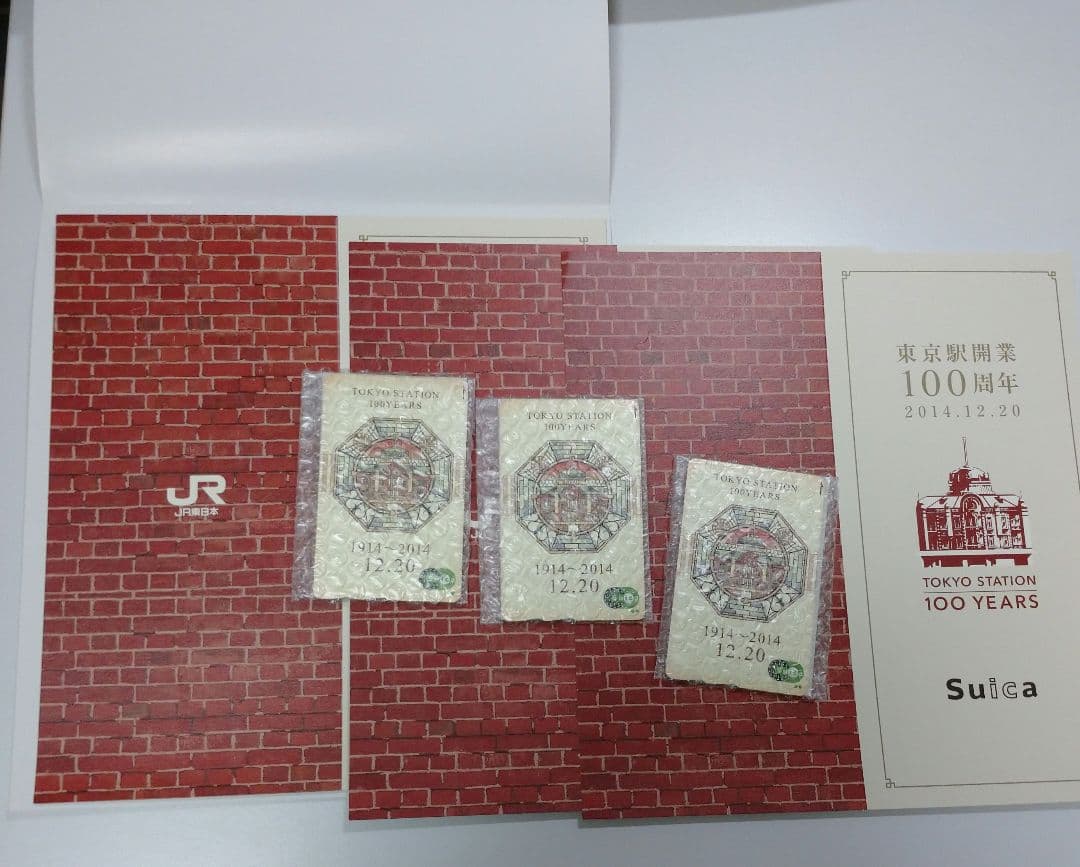 JR
JR東日本
TOKYO STATION
100YEARS
1914～2014
12.20
TOKYO STATION
100YEARS
1914～2014
12.20
TOKYO STATION
100YEARS
1914～2014
12.20
東京駅開業
100周年
2014.12.20
TOKYO STATION
100 YEARS
Suica